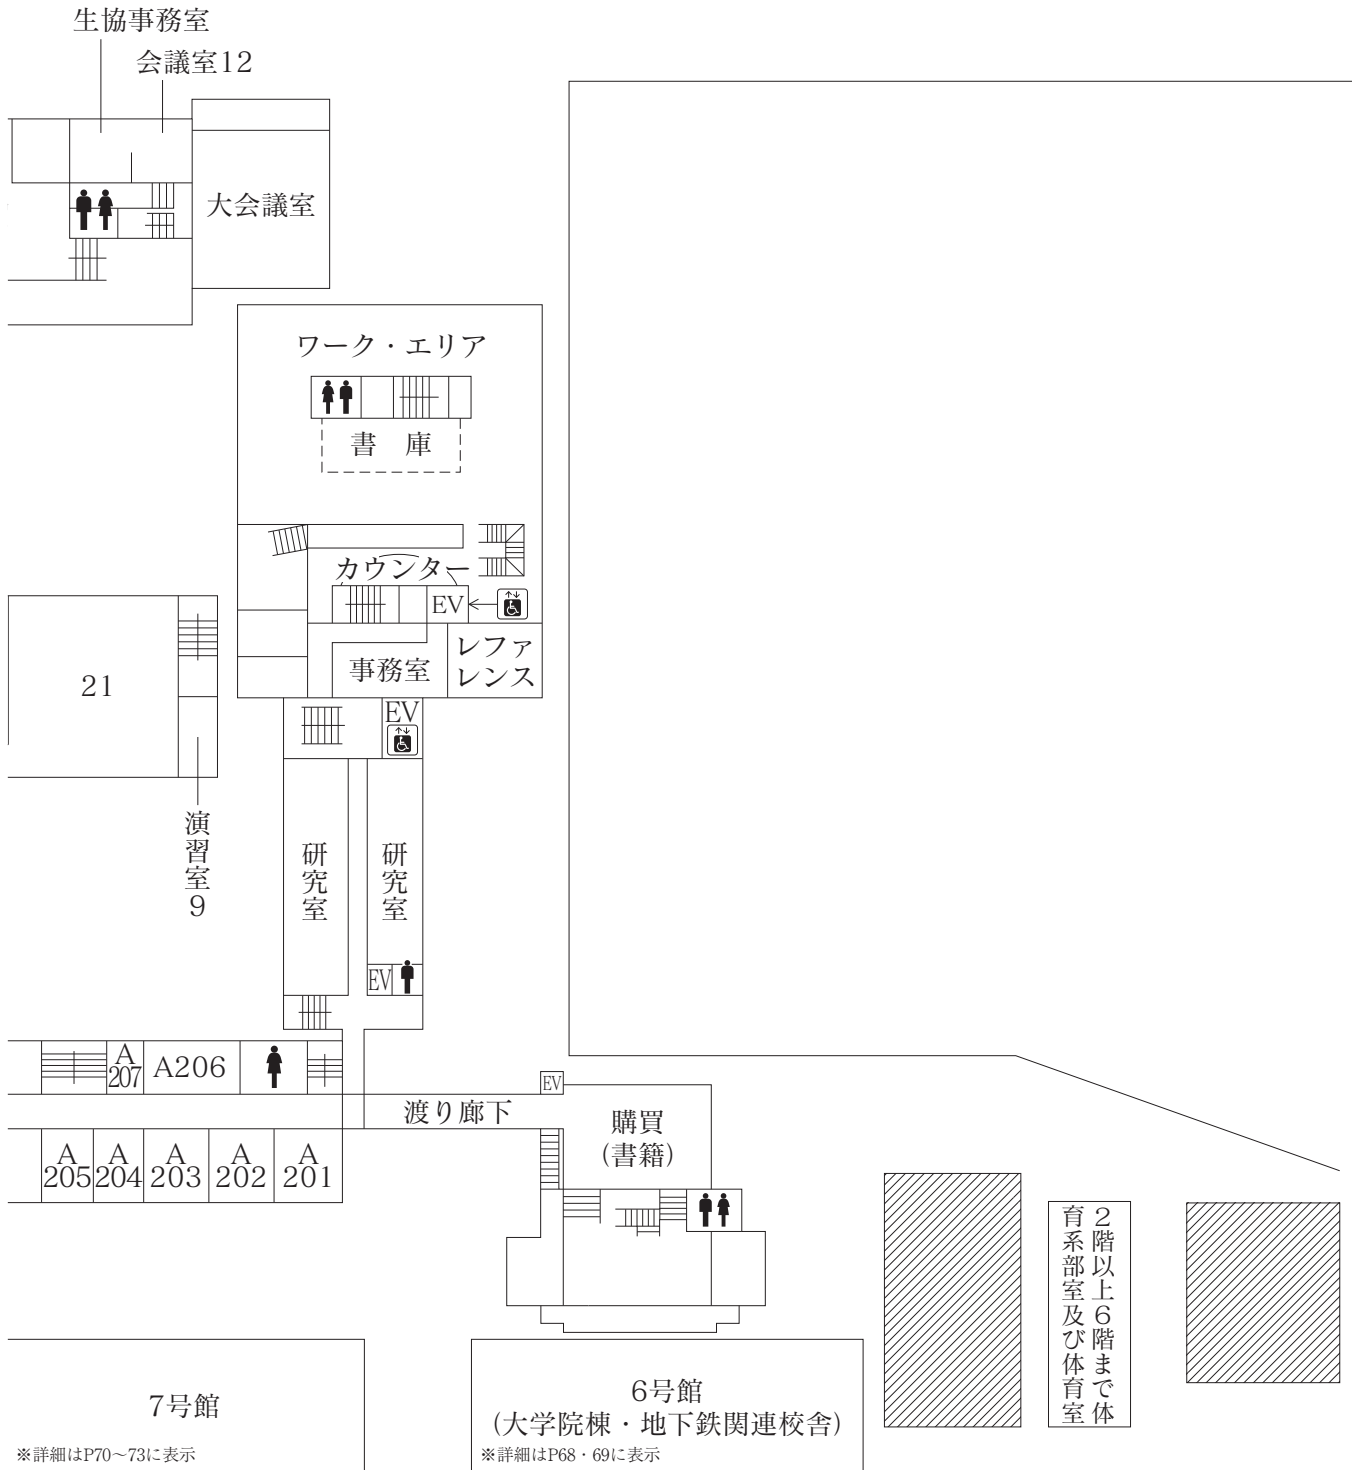 生協事務室
会議室12
大会議室
ワーク・エリア
書 庫
カウンター
EV
レファ
レンス
事務室
21
EV
演習室9
研究室
研究室
EV
A
207
A206
EV
渡り廊下
購買
(書籍)
A
205
A
204
A
203
A
202
A
201
2階以上6階まで体
育系部室及び体育室
7号館
※詳細はP70～73に表示
6号館
(大学院棟・地下鉄関連校舎)
※詳細はP68・69に表示